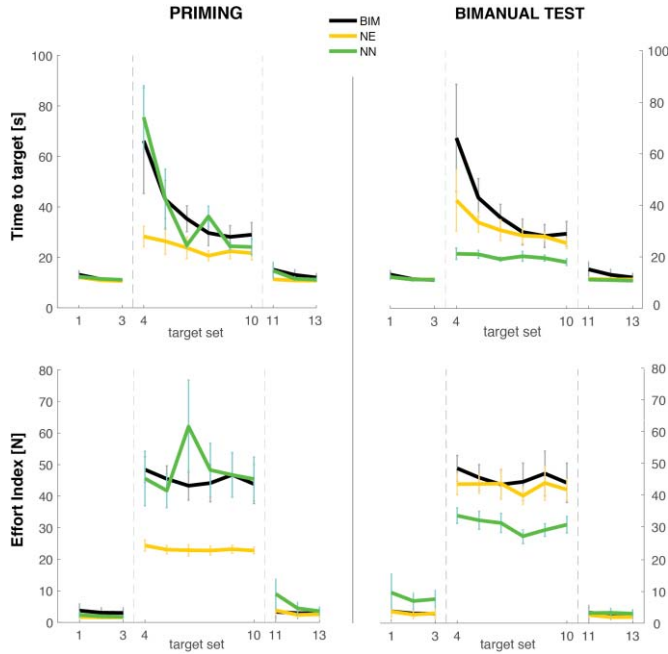 PRIMING
BIMANUAL TEST
BIM
NE
NN
Time to target [s]
100
80
60
40
20
0
1 3 4 10 11 13
target set
100
80
60
40
20
0
1 3 4 10 11 13
target set
Effort Index [N]
80
70
60
50
40
30
20
10
0
1 3 4 10 11 13
target set
80
70
60
50
40
30
20
10
0
1 3 4 10 11 13
target set